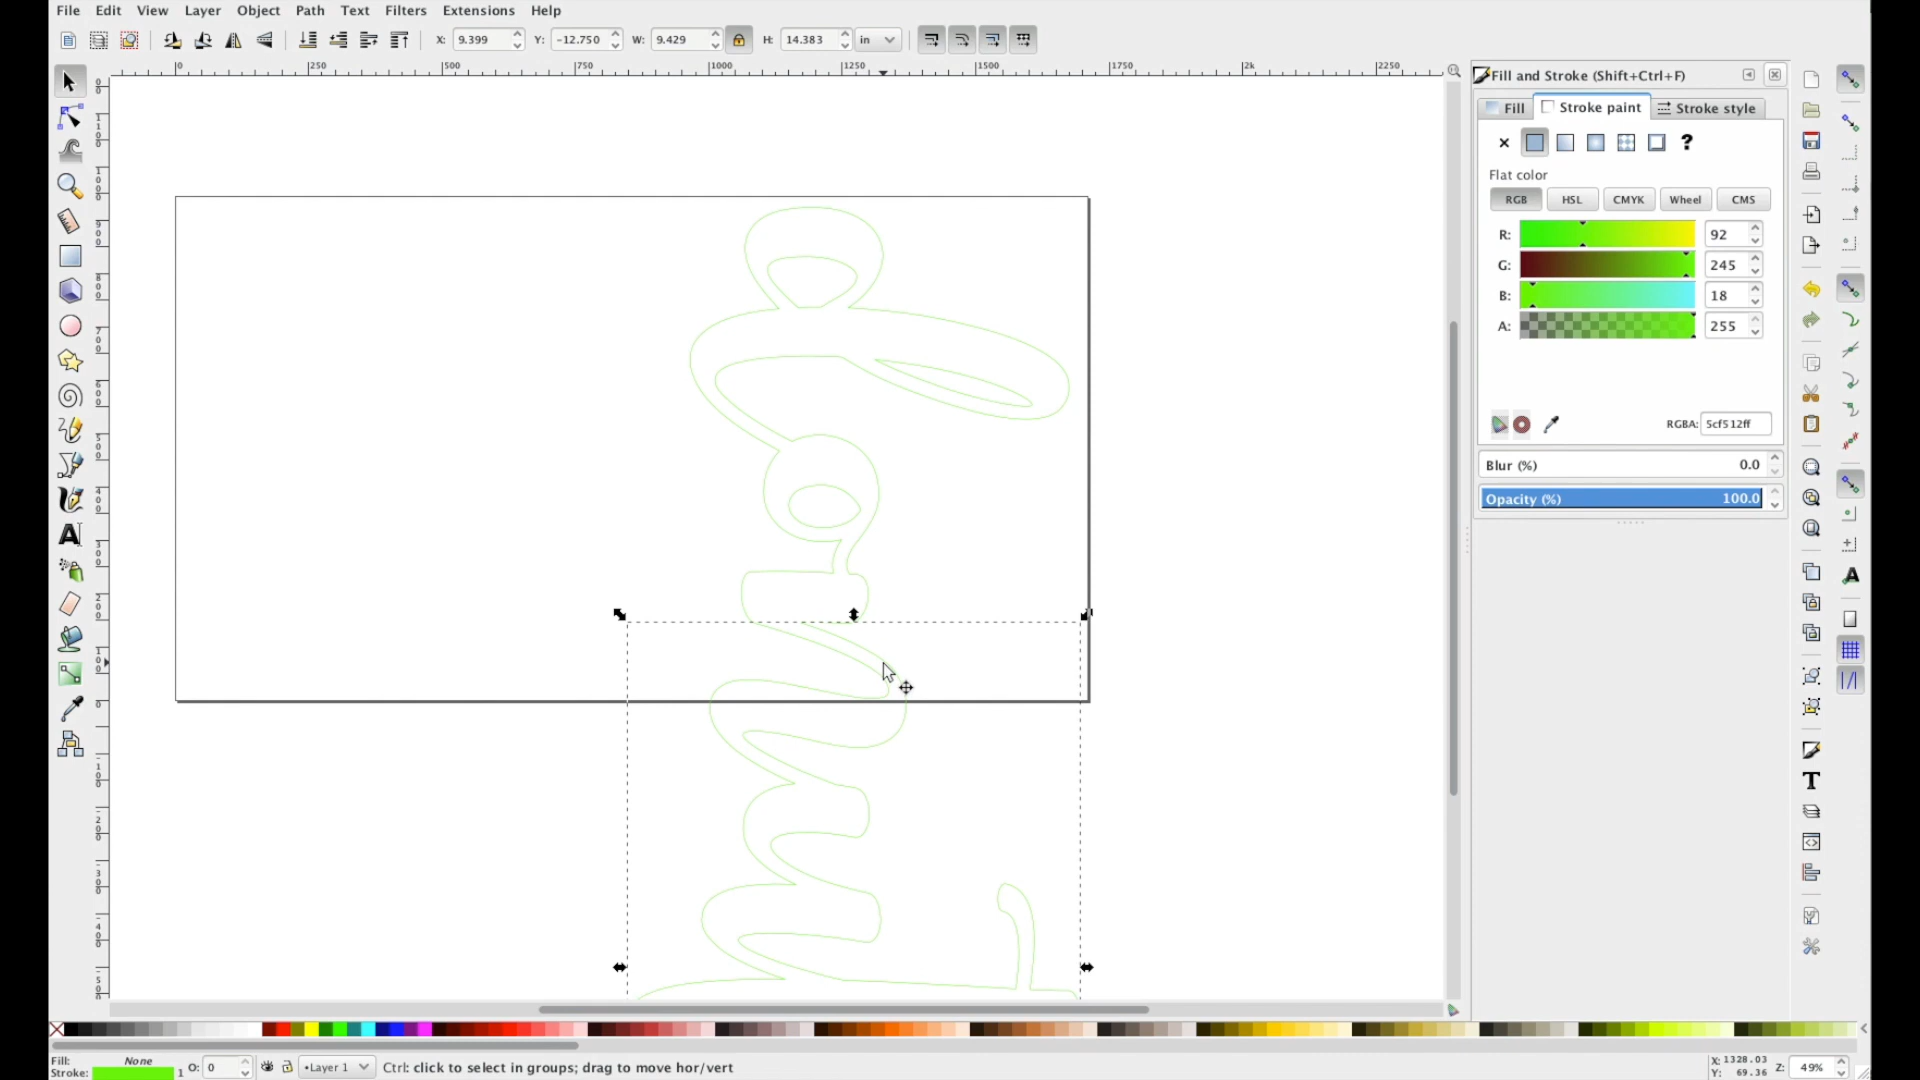 File Edit View Layer Object Path Text Filters Extensions Help
X: 9.399 Y: -12.750 W: 9.429 H: 14.383 in
0 250 500 750 1000 1250 1500 1750 2k 2250
Fill and Stroke (Shift+Ctrl+F)
Fill Stroke paint Stroke style
Flat color
RGB HSL CMYK Wheel CMS
R: 92
G: 245
B: 18
A: 255
RGBA: 5cf512ff
Blur (%) 0.0
Opacity (%) 100.0
Fill: None
Stroke: 1 O: 0 •Layer 1 Ctrl: click to select in groups; drag to move hor/vert
X: 1328.03
Y: 69.36 Z: 49%